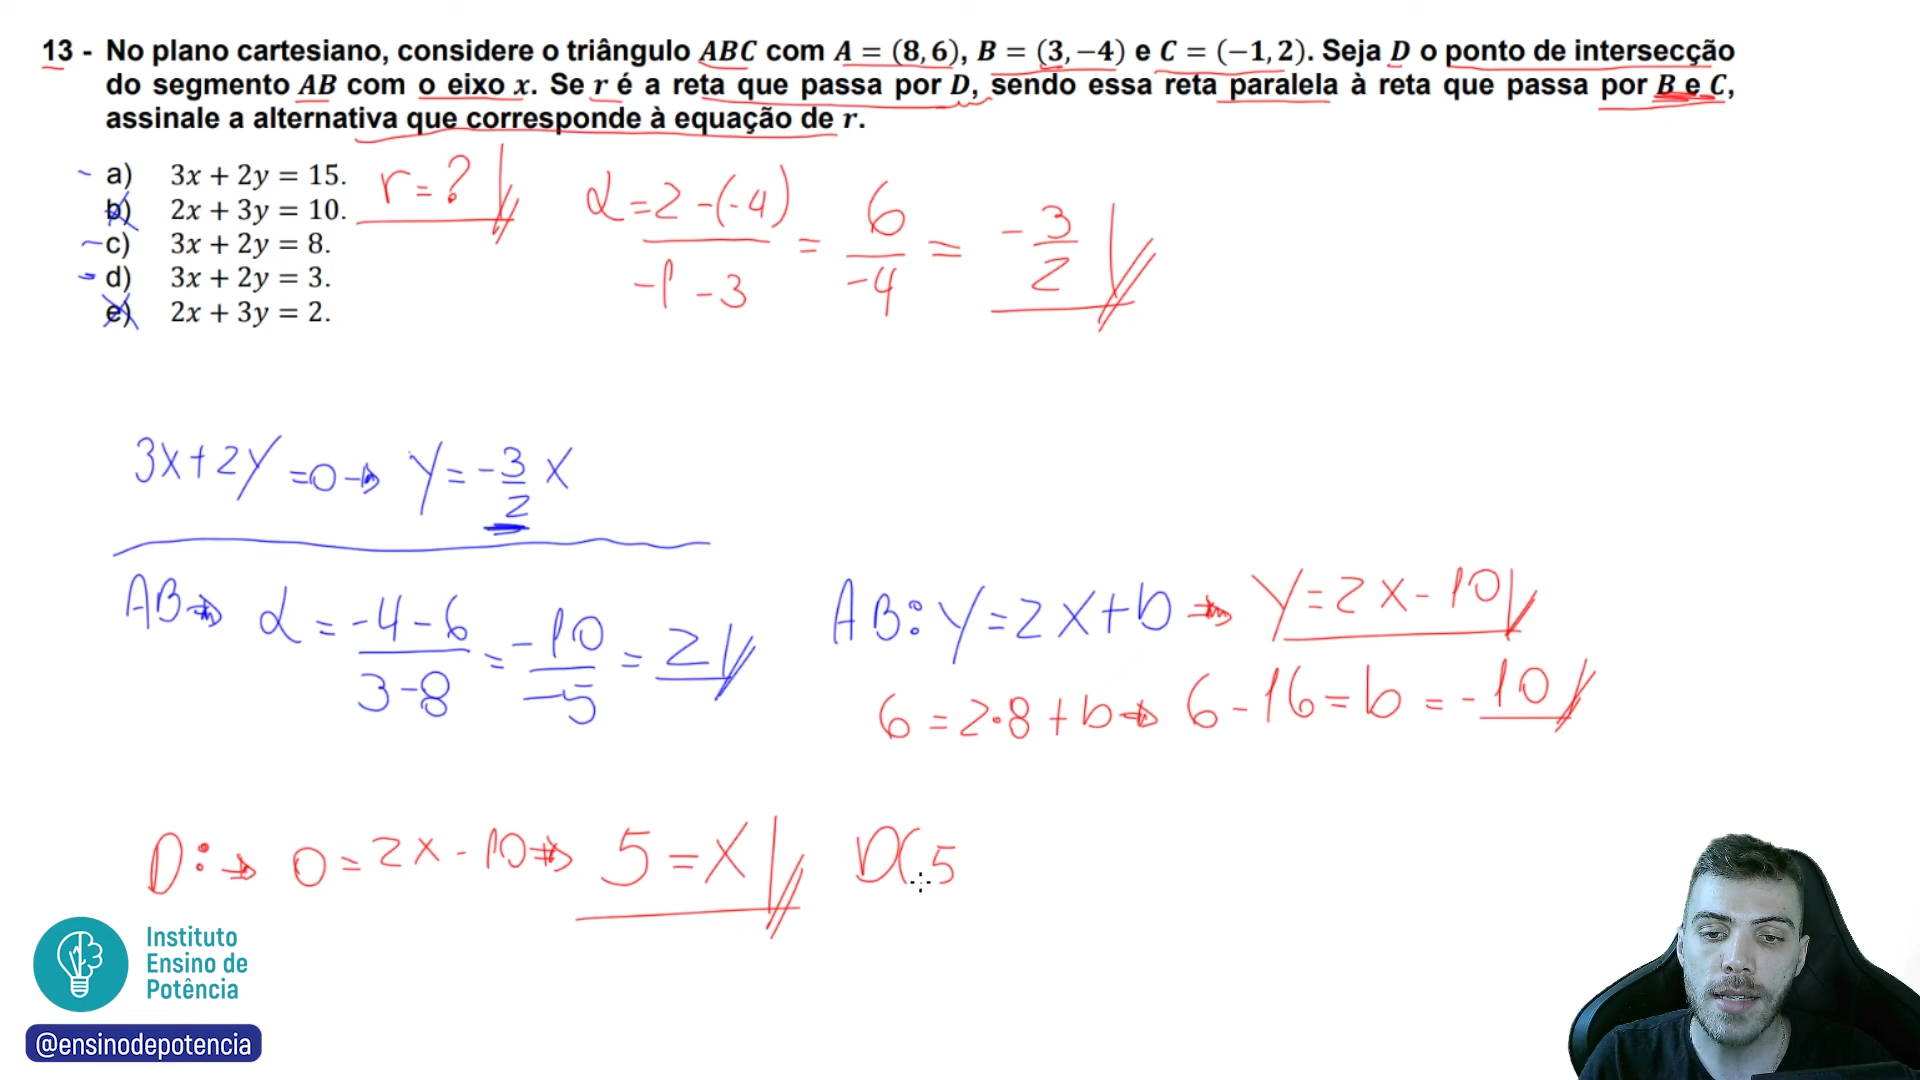 13 - No plano cartesiano, considere o triângulo ABC com A = (8, 6), B = (3, −4) e C = (−1, 2). Seja D o ponto de intersecção
do segmento AB com o eixo x. Se r é a reta que passa por D, sendo essa reta paralela à reta que passa por B e C,
assinale a alternativa que corresponde à equação de r.
a) 3x + 2y = 15.
b) 2x + 3y = 10.
c) 3x + 2y = 8.
d) 3x + 2y = 3.
e) 2x + 3y = 2.
r = ?
α = 2 - (-4) / -1 - 3 = 6 / -4 = - 3/2
3x + 2y = 0 → y = -3/2 x
AB → α = -4 - 6 / 3 - 8 = -10 / -5 = 2
AB: y = 2x + b → y = 2x - 10
6 = 2·8 + b → 6 - 16 = b = -10
D: → 0 = 2x - 10 → 5 = x D(5
Instituto
Ensino de
Potência
@ensinodepotencia